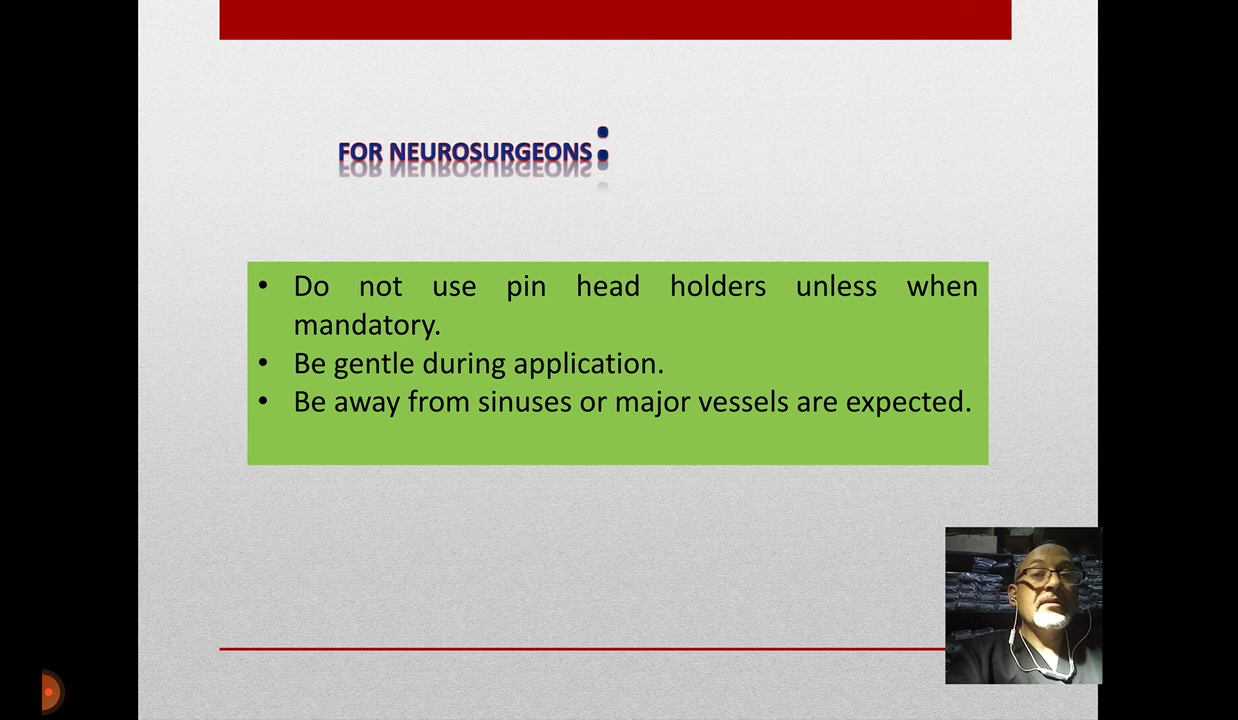 FOR NEUROSURGEONS:
• Do not use pin head holders unless when
mandatory.
• Be gentle during application.
• Be away from sinuses or major vessels are expected.